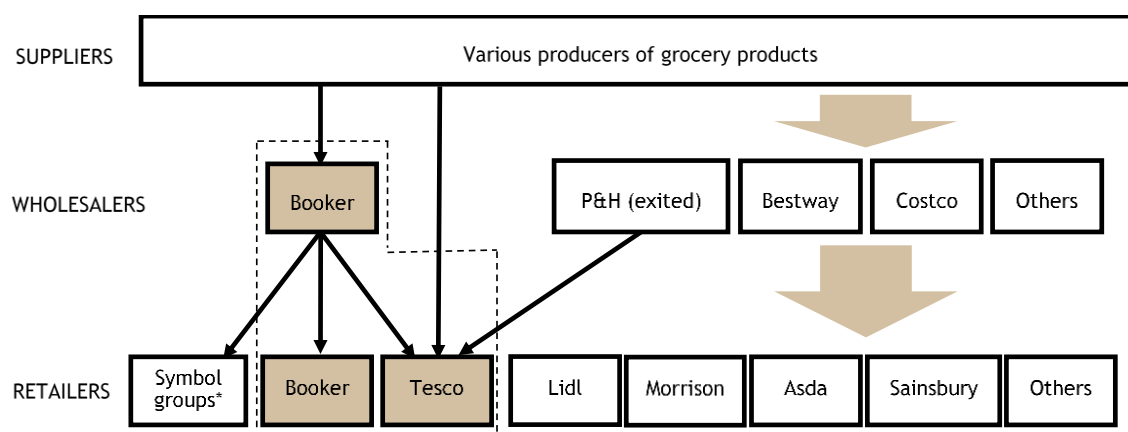 SUPPLIERS
Various producers of grocery products
WHOLESALERS
Booker
P&H (exited)
Bestway
Costco
Others
RETAILERS
Symbol
groups*
Booker
Tesco
Lidl
Morrison
Asda
Sainsbury
Others